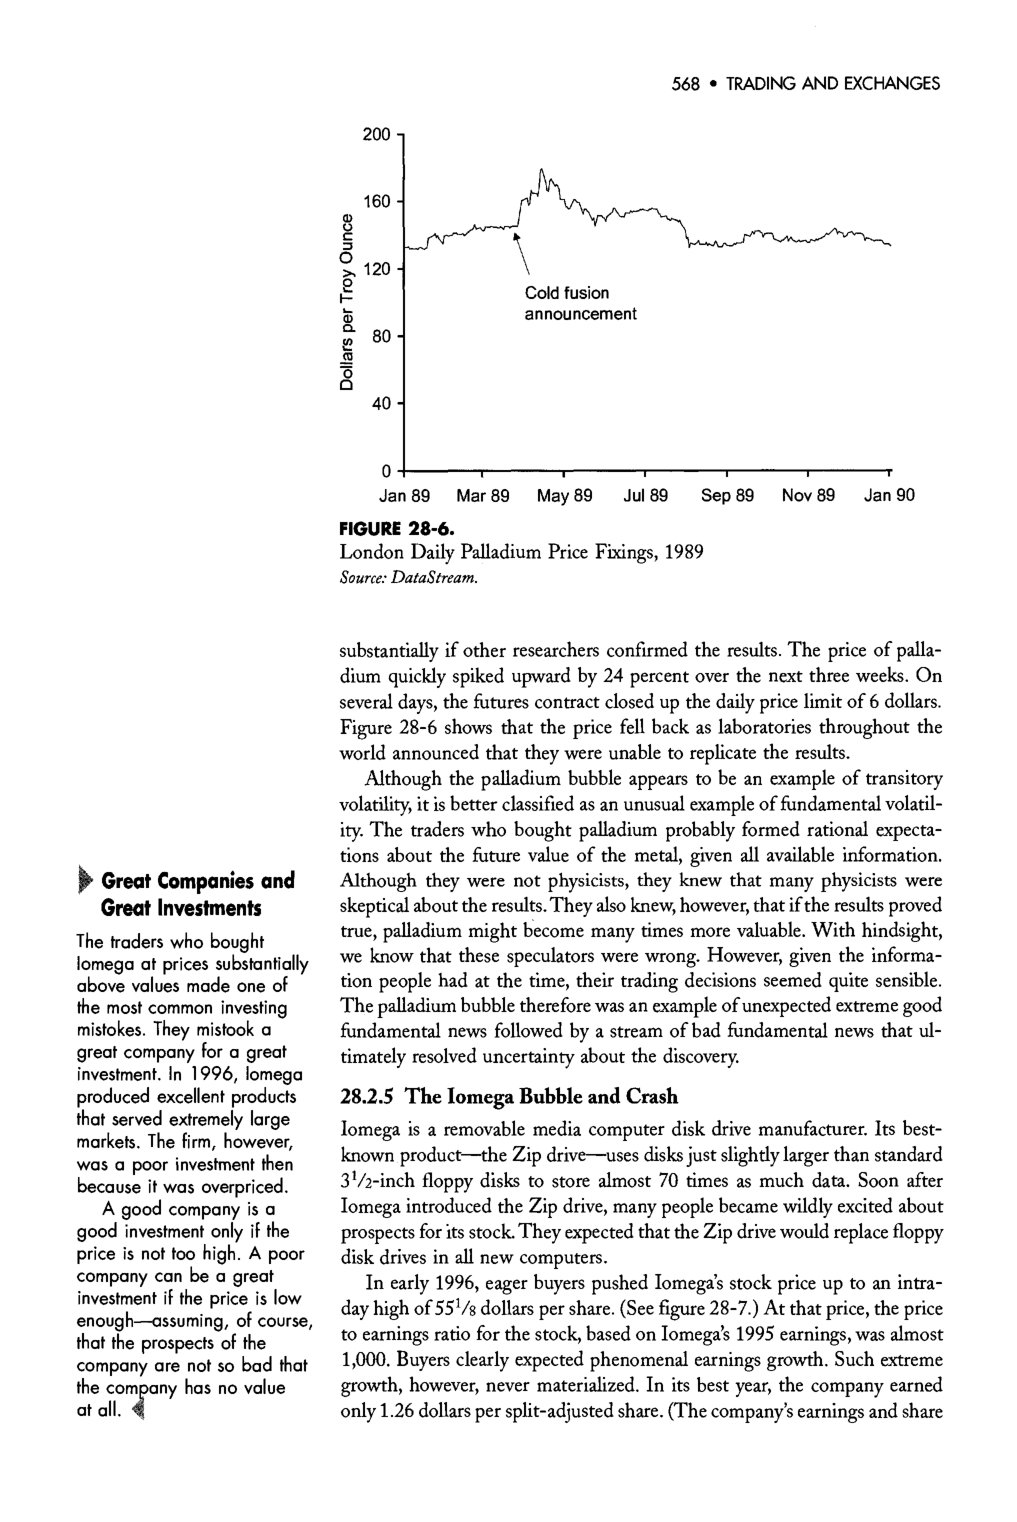 568 • TRADING AND EXCHANGES
200
160
120
80
40
0
Dollars per Troy Ounce
Cold fusion
announcement
Jan 89 Mar 89 May 89 Jul 89 Sep 89 Nov 89 Jan 90
FIGURE 28-6.
London Daily Palladium Price Fixings, 1989
Source: DataStream.
substantially if other researchers confirmed the results. The price of palla-
dium quickly spiked upward by 24 percent over the next three weeks. On
several days, the futures contract closed up the daily price limit of 6 dollars.
Figure 28-6 shows that the price fell back as laboratories throughout the
world announced that they were unable to replicate the results.
Although the palladium bubble appears to be an example of transitory
volatility, it is better classified as an unusual example of fundamental volatil-
ity. The traders who bought palladium probably formed rational expecta-
tions about the future value of the metal, given all available information.
Although they were not physicists, they knew that many physicists were
skeptical about the results. They also knew, however, that if the results proved
true, palladium might become many times more valuable. With hindsight,
we know that these speculators were wrong. However, given the informa-
tion people had at the time, their trading decisions seemed quite sensible.
The palladium bubble therefore was an example of unexpected extreme good
fundamental news followed by a stream of bad fundamental news that ul-
timately resolved uncertainty about the discovery.
28.2.5 The Iomega Bubble and Crash
Iomega is a removable media computer disk drive manufacturer. Its best-
known product—the Zip drive—uses disks just slightly larger than standard
3 1/2-inch floppy disks to store almost 70 times as much data. Soon after
Iomega introduced the Zip drive, many people became wildly excited about
prospects for its stock. They expected that the Zip drive would replace floppy
disk drives in all new computers.
In early 1996, eager buyers pushed Iomega's stock price up to an intra-
day high of 55 1/8 dollars per share. (See figure 28-7.) At that price, the price
to earnings ratio for the stock, based on Iomega's 1995 earnings, was almost
1,000. Buyers clearly expected phenomenal earnings growth. Such extreme
growth, however, never materialized. In its best year, the company earned
only 1.26 dollars per split-adjusted share. (The company's earnings and share
Great Companies and
Great Investments
The traders who bought
Iomega at prices substantially
above values made one of
the most common investing
mistokes. They mistook a
great company for a great
investment. In 1996, Iomega
produced excellent products
that served extremely large
markets. The firm, however,
was a poor investment then
because it was overpriced.
A good company is a
good investment only if the
price is not too high. A poor
company can be a great
investment if the price is low
enough—assuming, of course,
that the prospects of the
company are not so bad that
the company has no value
at all.